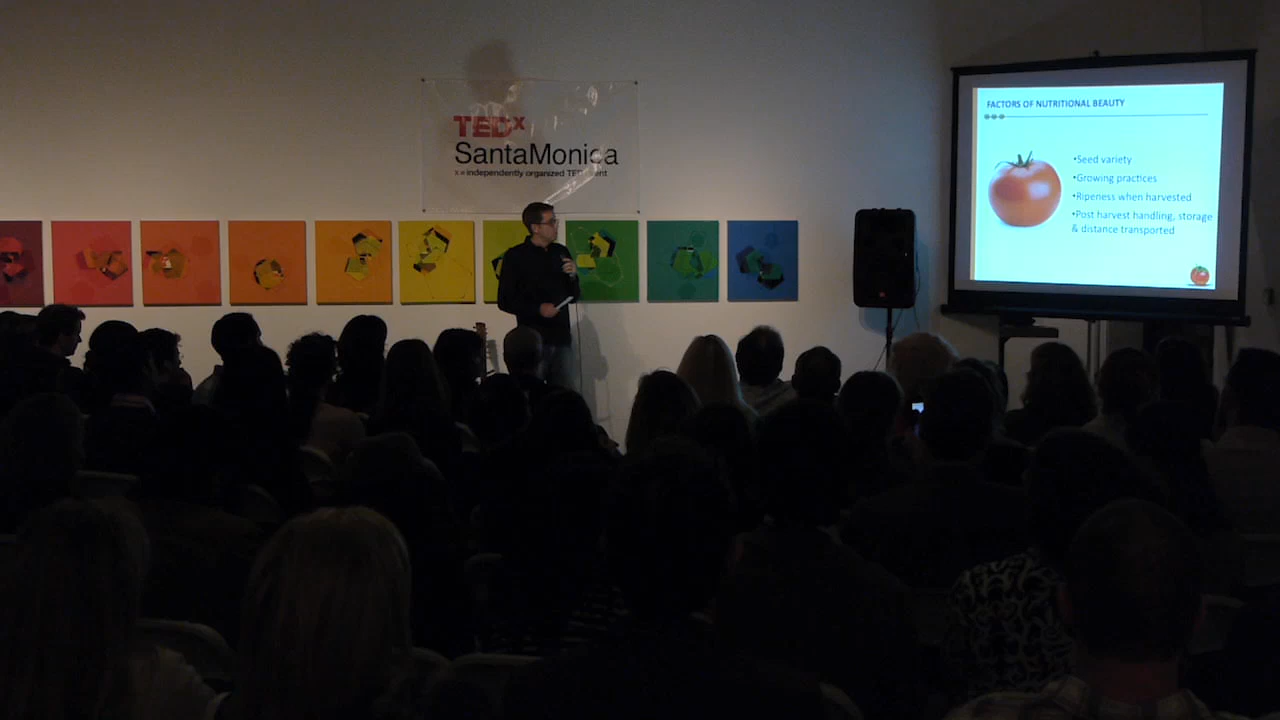 TEDx
SantaMonica
x = independently organized TED event
FACTORS OF NUTRITIONAL BEAUTY
•Seed variety
•Growing practices
•Ripeness when harvested
•Post harvest handling, storage
& distance transported